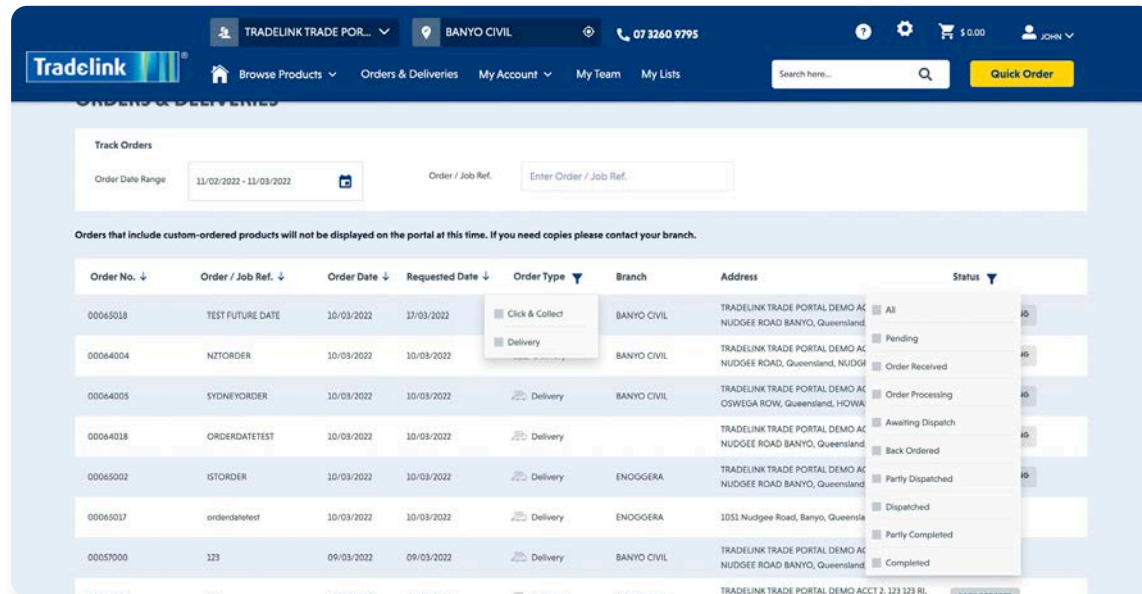 TRADELINK TRADE POR... BANYO CIVIL 07 3260 9795 ? $ 0.00 JOHN
Tradelink ® Browse Products Orders & Deliveries My Account My Team My Lists Search here... Quick Order
ORDERS & DELIVERIES
Track Orders
Order Date Range 11/02/2022 - 11/03/2022 Order / Job Ref. Enter Order / Job Ref.
Orders that include custom-ordered products will not be displayed on the portal at this time. If you need copies please contact your branch.
Order No. ↓ Order / Job Ref. ↓ Order Date ↓ Requested Date ↓ Order Type Branch Address Status
00065018 TEST FUTURE DATE 10/03/2022 17/03/2022 BANYO CIVIL TRADELINK TRADE PORTAL DEMO AC
NUDGEE ROAD BANYO, Queensland
00064004 NZTORDER 10/03/2022 10/03/2022 BANYO CIVIL TRADELINK TRADE PORTAL DEMO AC
NUDGEE ROAD, Queensland, NUDG
00064005 SYDNEYORDER 10/03/2022 10/03/2022 Delivery BANYO CIVIL TRADELINK TRADE PORTAL DEMO AC
OSWEGA ROW, Queensland, HOWA
00064018 ORDERDATETEST 10/03/2022 10/03/2022 Delivery TRADELINK TRADE PORTAL DEMO AC
NUDGEE ROAD BANYO, Queensland
00065002 ISTORDER 10/03/2022 10/03/2022 Delivery ENOGGERA TRADELINK TRADE PORTAL DEMO AC
NUDGEE ROAD BANYO, Queensland
00065017 orderdatetest 10/03/2022 10/03/2022 Delivery ENOGGERA 1051 Nudgee Road, Banyo, Queensla
00057000 123 09/03/2022 09/03/2022 Delivery BANYO CIVIL TRADELINK TRADE PORTAL DEMO AC
NUDGEE ROAD BANYO, Queensland
TRADELINK TRADE PORTAL DEMO ACCT 2, 123 123 RI,
Click & Collect
Delivery
All
Pending
Order Received
Order Processing
Awaiting Dispatch
Back Ordered
Partly Dispatched
Dispatched
Partly Completed
Completed